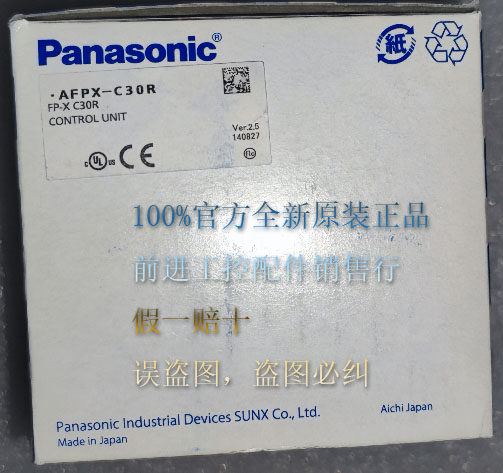 Panasonic®
紙
·AFPX-C30R
FP-X C30R
CONTROL UNIT
Ver.2.5
140827
c UL us CE
100%官方全新原装正品
前进工控配件销售行
假一赔十
误盗图，盗图必纠
Panasonic Industrial Devices SUNX Co., Ltd.
Aichi Japan
Made in Japan